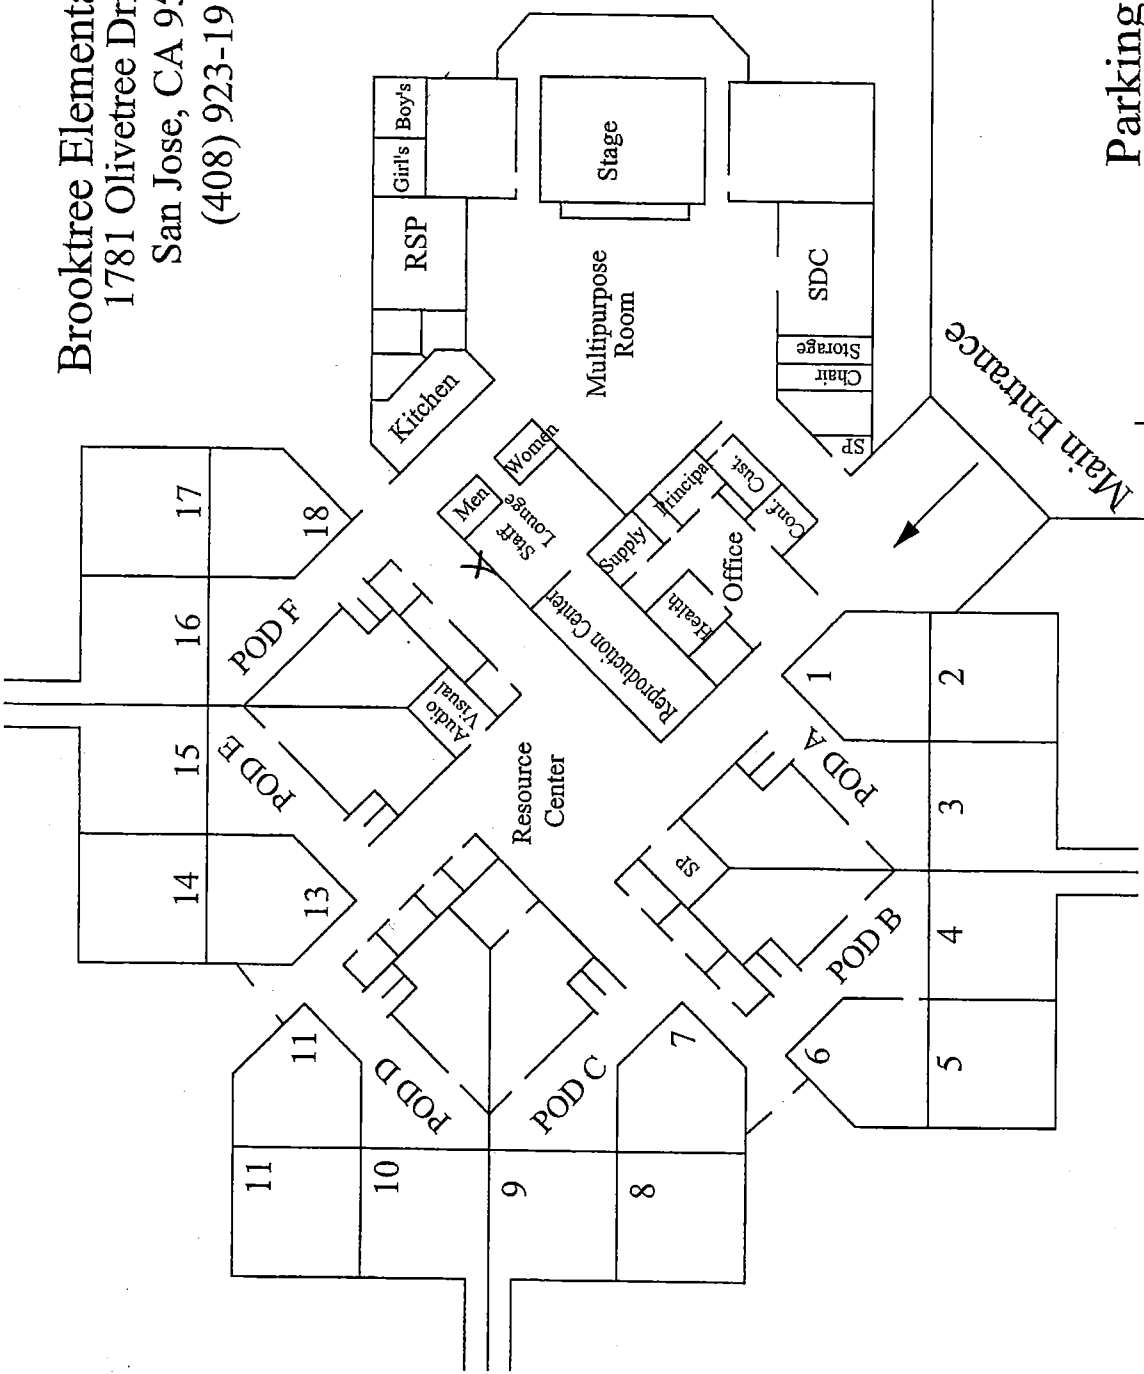 Brooktree Elementa
1781 Olivetree Dri
San Jose, CA 95
(408) 923-19
Parking
Main Entrance
Boy's
Girl's
RSP
Kitchen
Stage
Multipurpose
Room
SDC
Storage
Chair
SP
Women
Men
Staff
Lounge
Principal
Cust.
Conf.
Supply
Office
Health
Reproduction Center
Resource
Center
Audio
Visual
SP
17
18
16
POD F
15
POD E
14
13
11
11
POD D
10
9
POD C
8
7
6
5
4
POD B
3
POD A
2
1